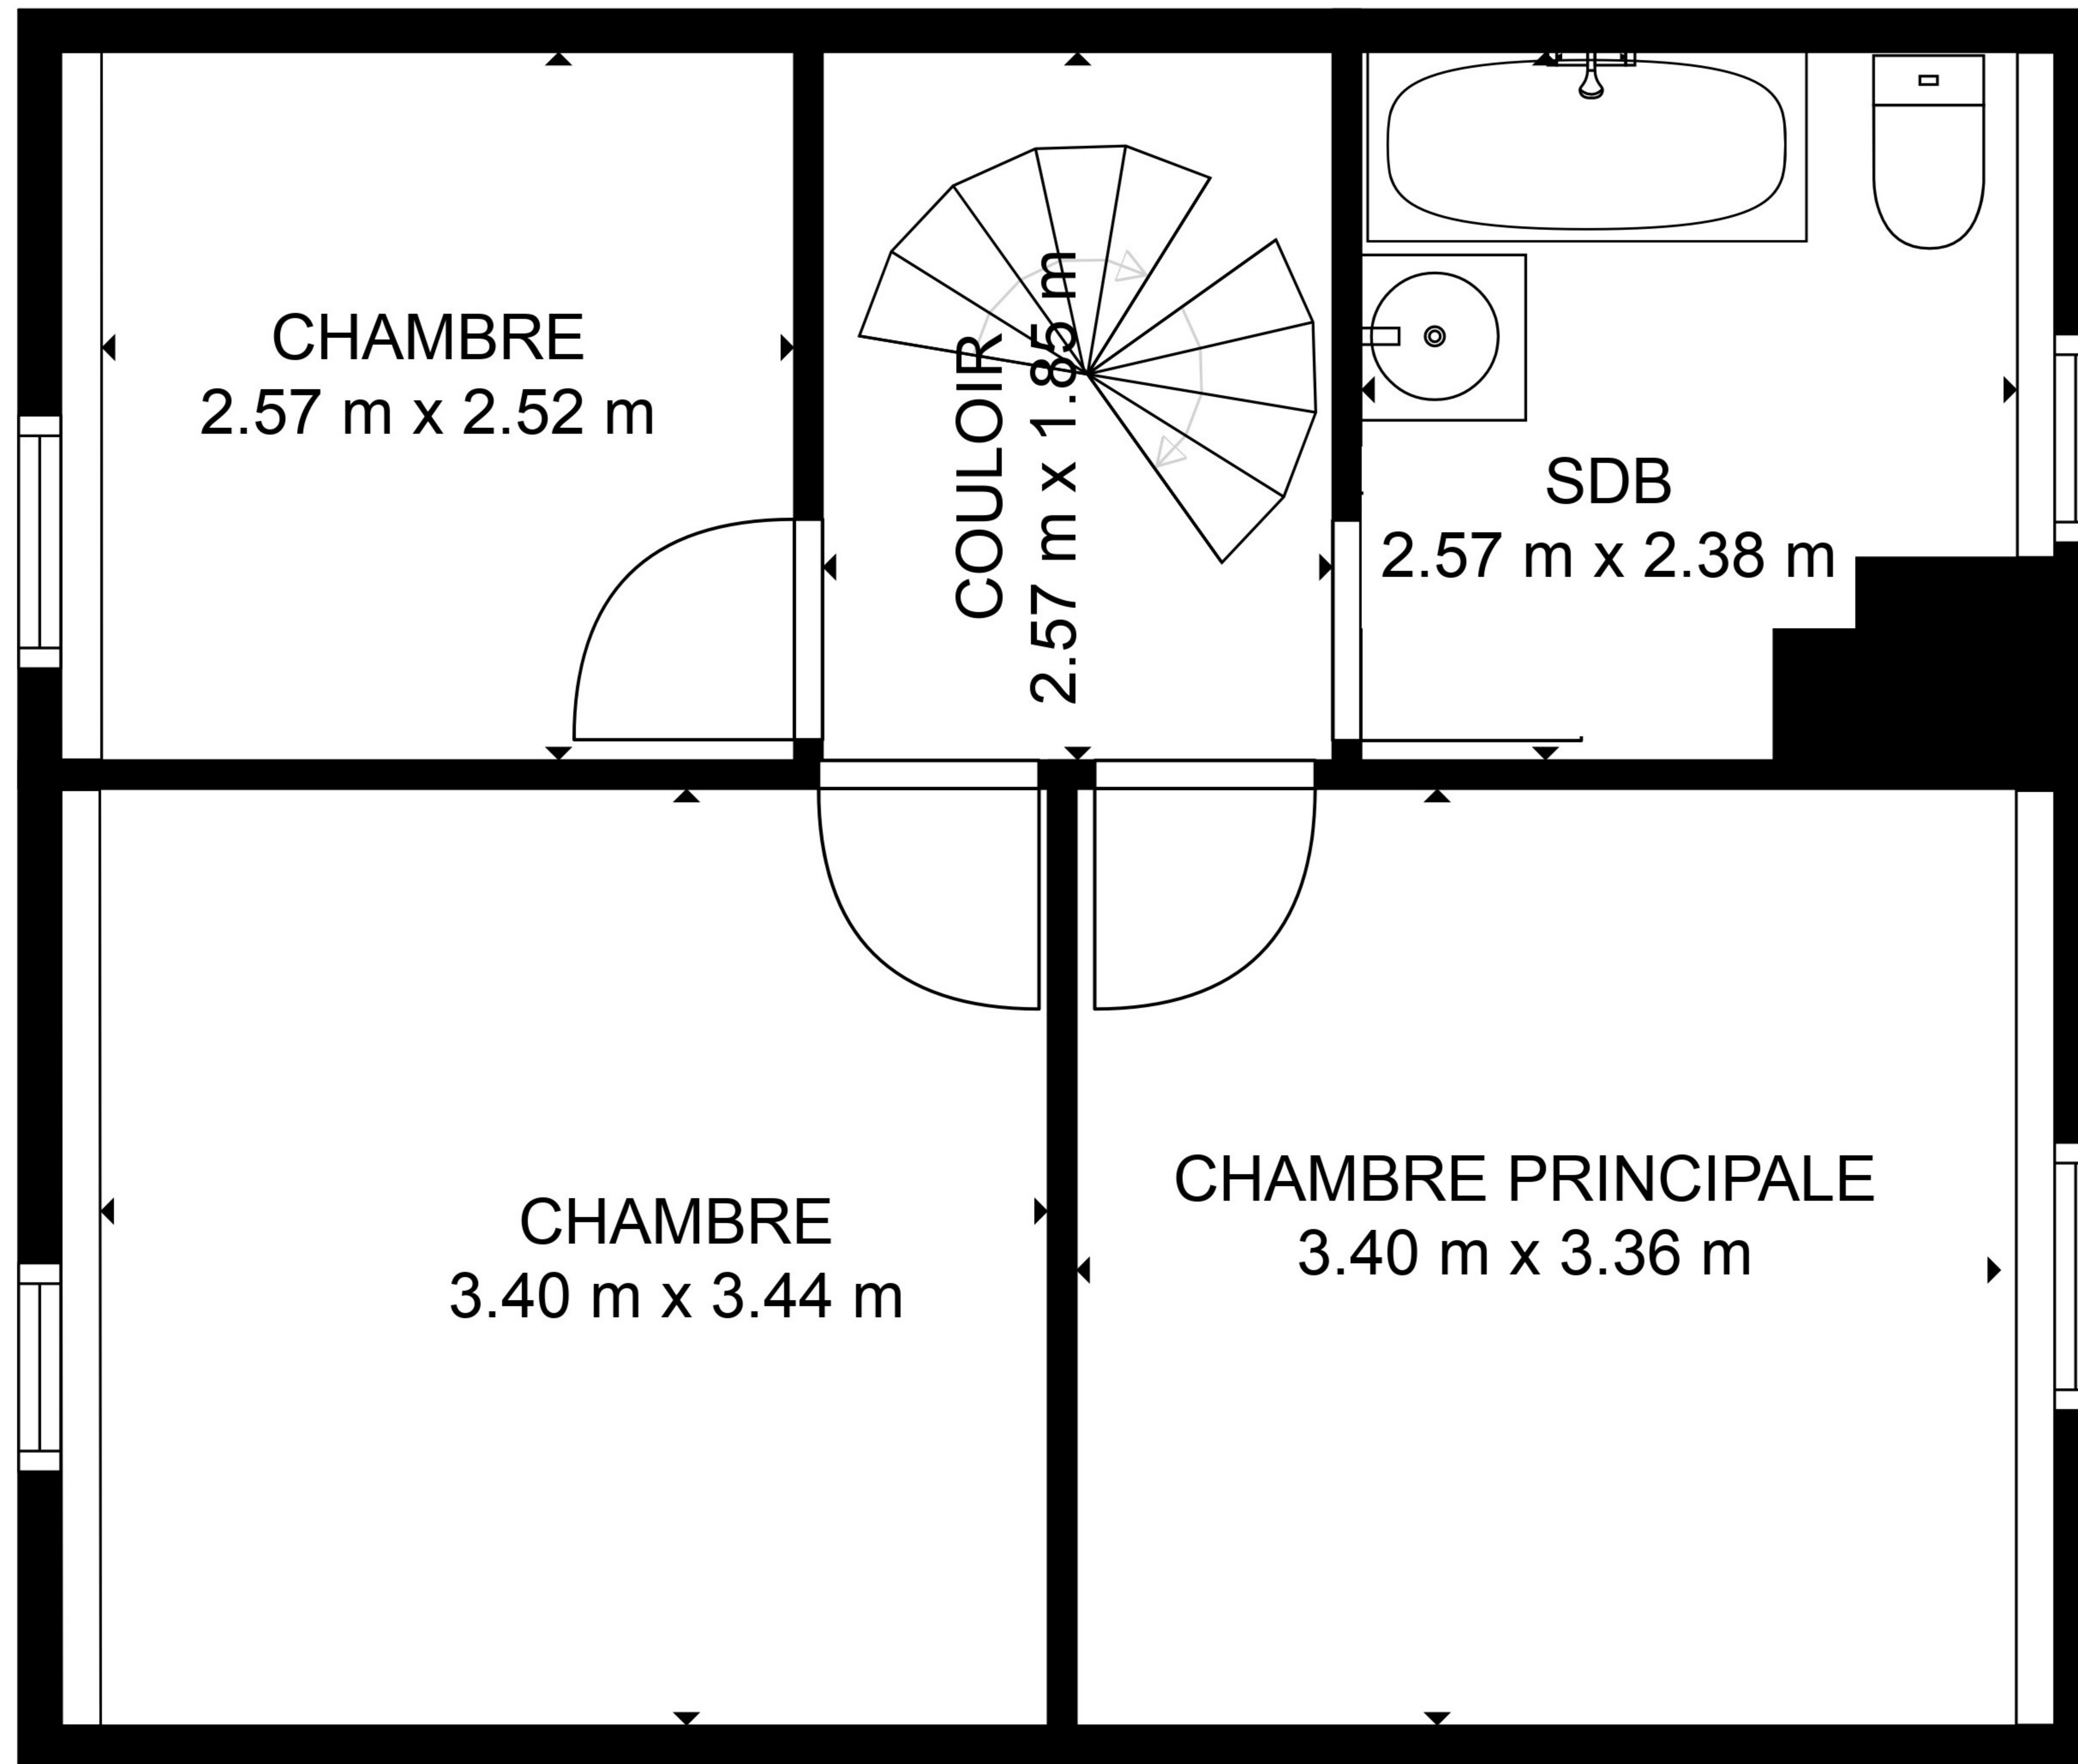 CHAMBRE
2.57 m x 2.52 m
COULOIR
2.57 m x 1.85 m
SDB
2.57 m x 2.38 m
CHAMBRE
3.40 m x 3.44 m
CHAMBRE PRINCIPALE
3.40 m x 3.36 m